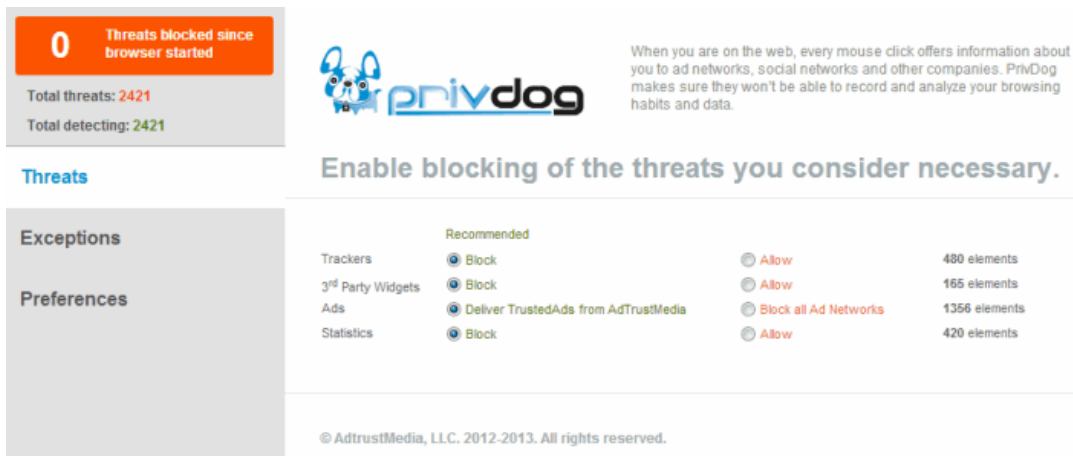 0
Threats blocked since
browser started
Total threats: 2421
Total detecting: 2421
Threats
Exceptions
Preferences
privdog
When you are on the web, every mouse click offers information about
you to ad networks, social networks and other companies. PrivDog
makes sure they won't be able to record and analyze your browsing
habits and data.
Enable blocking of the threats you consider necessary.
Recommended
Trackers Block Allow 480 elements
3rd Party Widgets Block Allow 165 elements
Ads Deliver TrustedAds from AdTrustMedia Block all Ad Networks 1356 elements
Statistics Block Allow 420 elements
© AdtrustMedia, LLC. 2012-2013. All rights reserved.